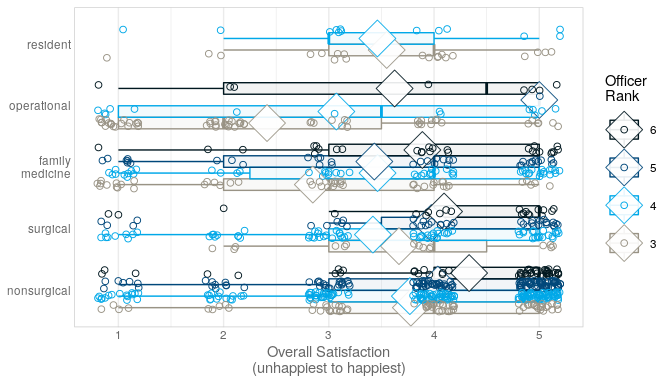 resident
operational
family
medicine
surgical
nonsurgical
1 2 3 4 5
Overall Satisfaction
(unhappiest to happiest)
Officer
Rank
6
5
4
3